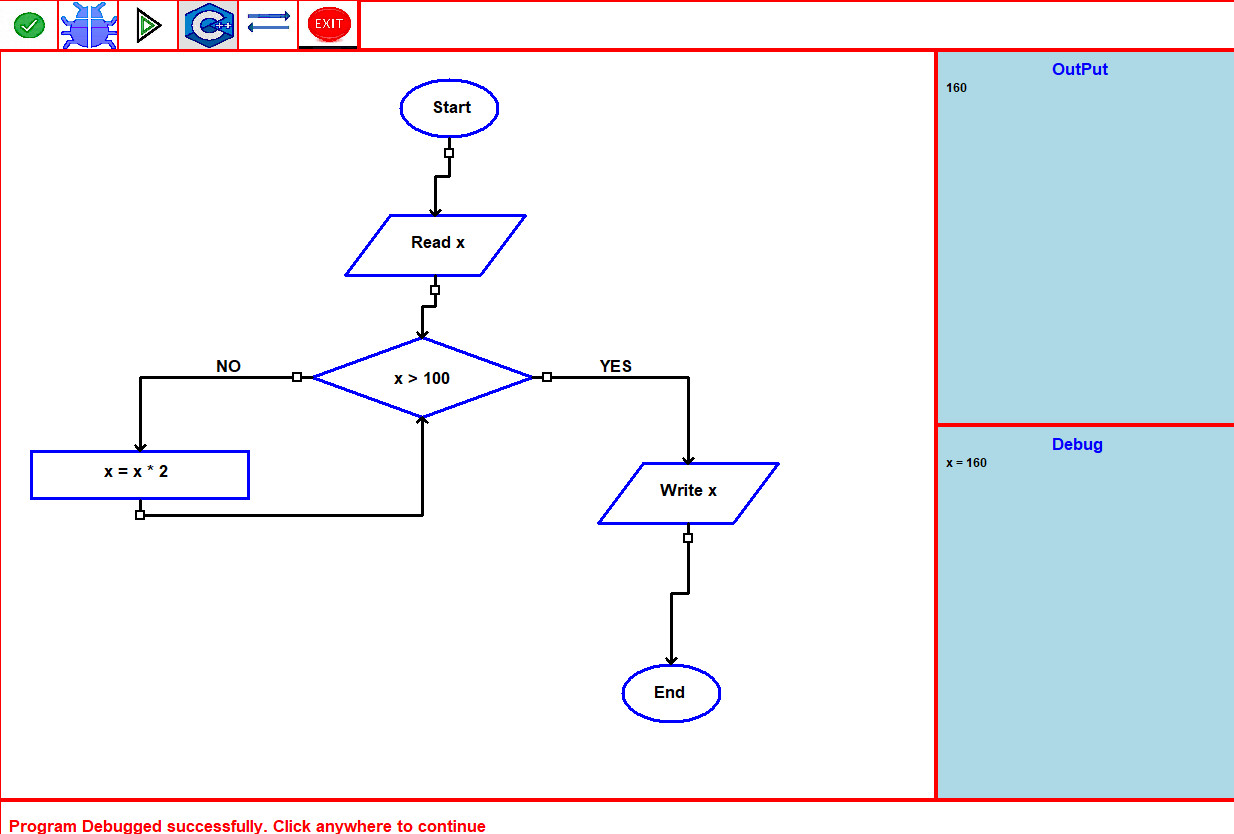 C++
EXIT
Start
Read x
x > 100
NO
YES
x = x * 2
Write x
End
OutPut
160
Debug
x = 160
Program Debugged successfully. Click anywhere to continue